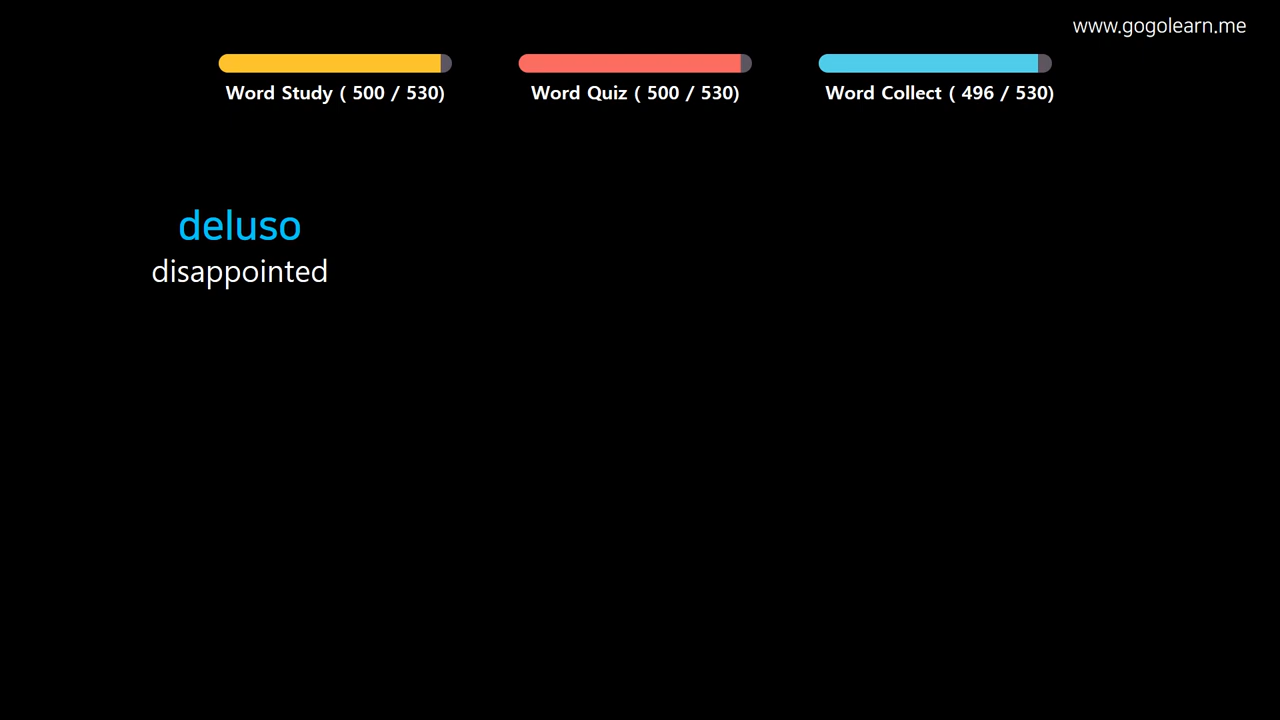 www.gogolearn.me
Word Study ( 500 / 530)
Word Quiz ( 500 / 530)
Word Collect ( 496 / 530)
deluso
disappointed